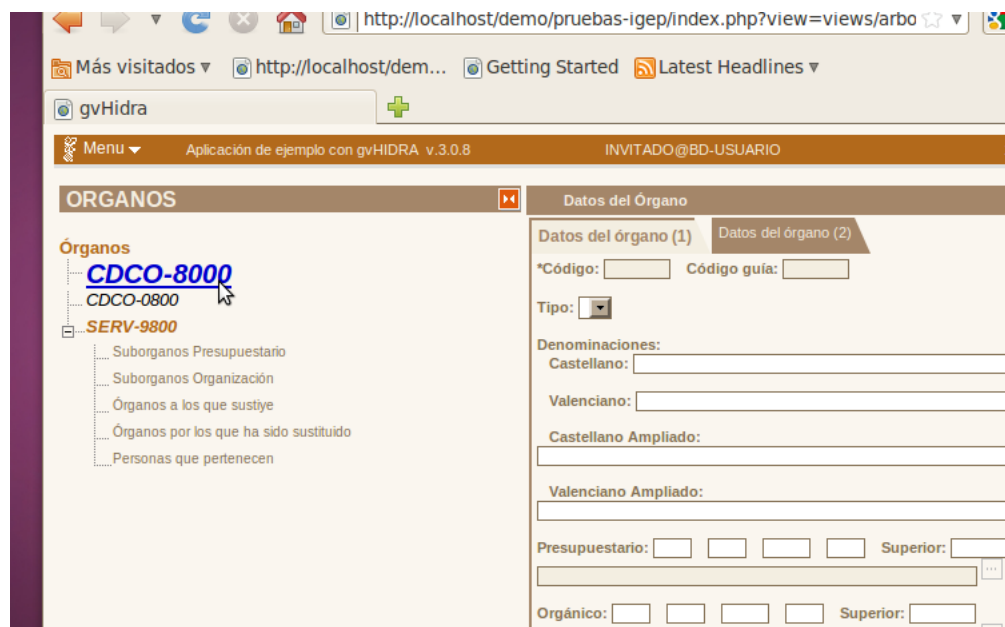 http://localhost/demo/pruebas-igep/index.php?view=views/arbo
Más visitados
http://localhost/dem...
Getting Started
Latest Headlines
gvHidra
Menu
Aplicación de ejemplo con gvHIDRA v.3.0.8
INVITADO@BD-USUARIO
ORGANOS
Órganos
CDCO-8000
CDCO-0800
SERV-9800
Suborganos Presupuestario
Suborganos Organización
Órganos a los que sustiye
Órganos por los que ha sido sustituido
Personas que pertenecen
Datos del Órgano
Datos del órgano (1)
Datos del órgano (2)
*Código:
Código guía:
Tipo:
Denominaciones:
Castellano:
Valenciano:
Castellano Ampliado:
Valenciano Ampliado:
Presupuestario:
Superior:
...
Orgánico:
Superior: